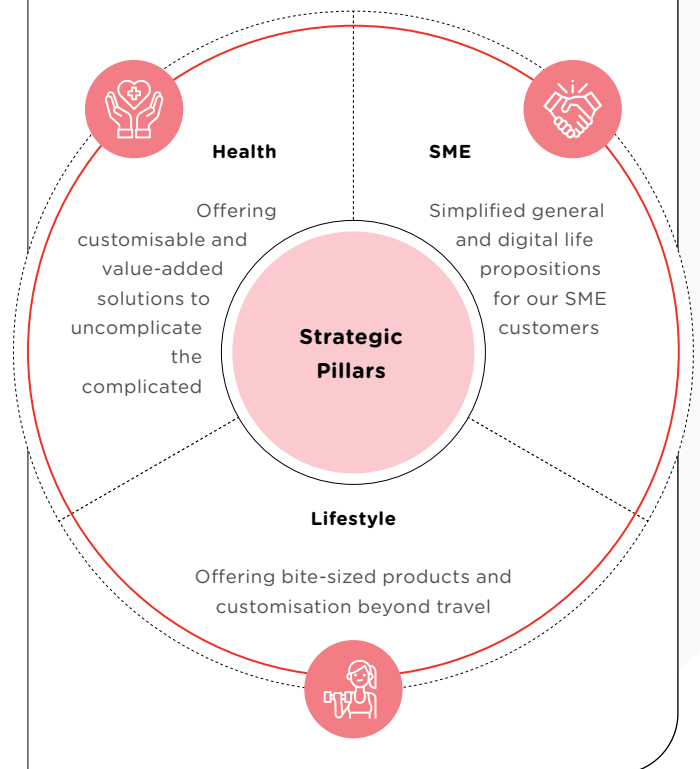 Health
Offering
customisable and
value-added
solutions to
uncomplicate
the
complicated
SME
Simplified general
and digital life
propositions
for our SME
customers
Strategic
Pillars
Lifestyle
Offering bite-sized products and
customisation beyond travel